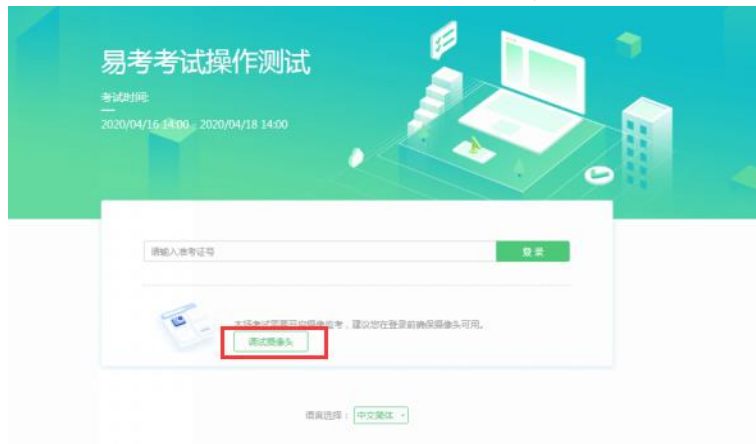 易考考试操作测试
考试时间:
2020/04/16 14:00 - 2020/04/18 14:00
请输入准考证号
登录
本场考试需要开启摄像监考，建议您在登录前确保摄像头可用。
调试摄像头
语言选择： 中文简体